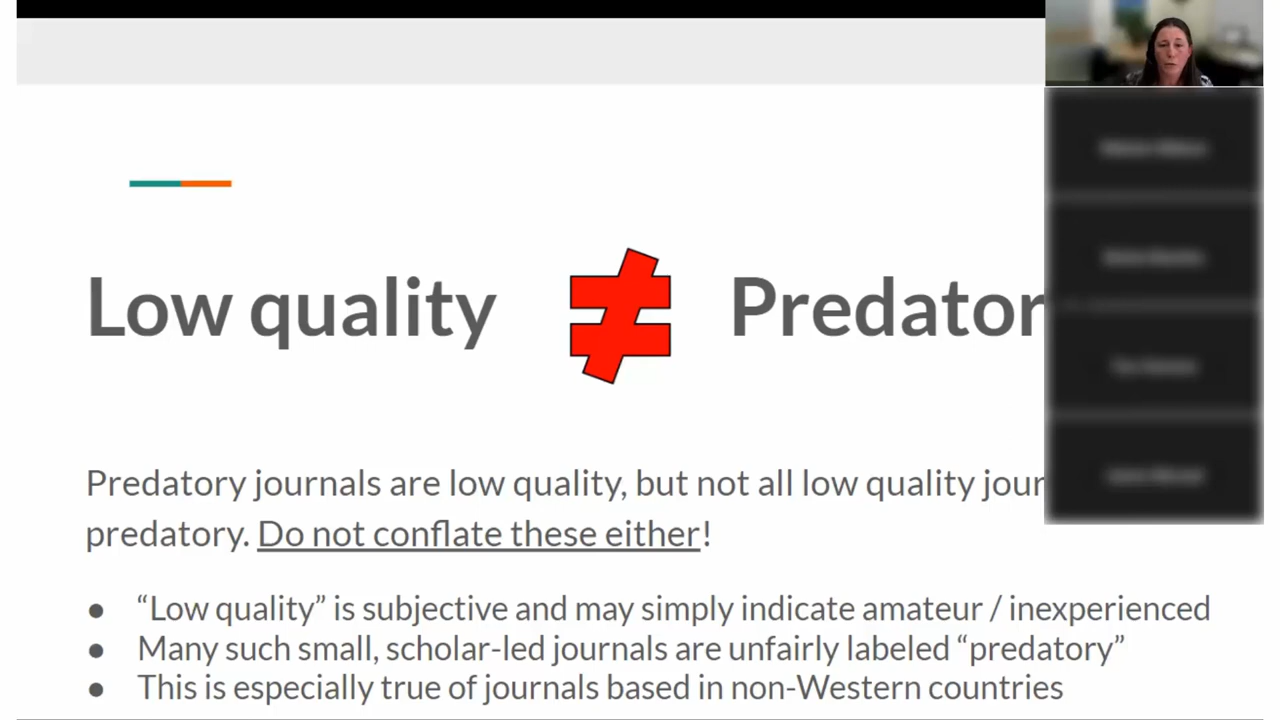 Low quality ≠ Predator
Predatory journals are low quality, but not all low quality jour
predatory. Do not conflate these either!
● “Low quality” is subjective and may simply indicate amateur / inexperienced
● Many such small, scholar-led journals are unfairly labeled “predatory”
● This is especially true of journals based in non-Western countries